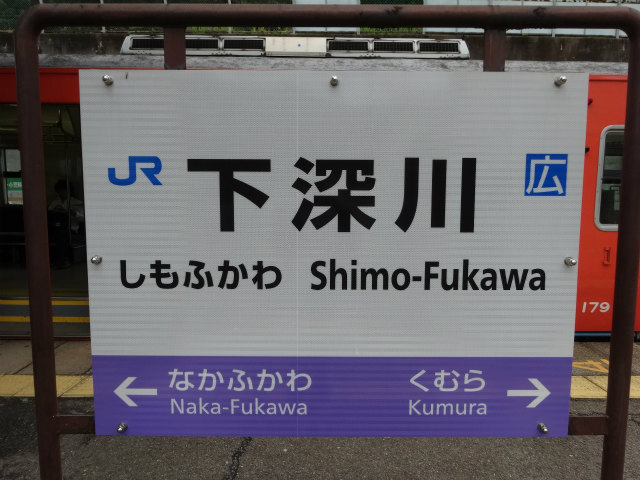 JR 下深川 広
しもふかわ Shimo-Fukawa
← なかふかわ くむら →
Naka-Fukawa Kumura
179